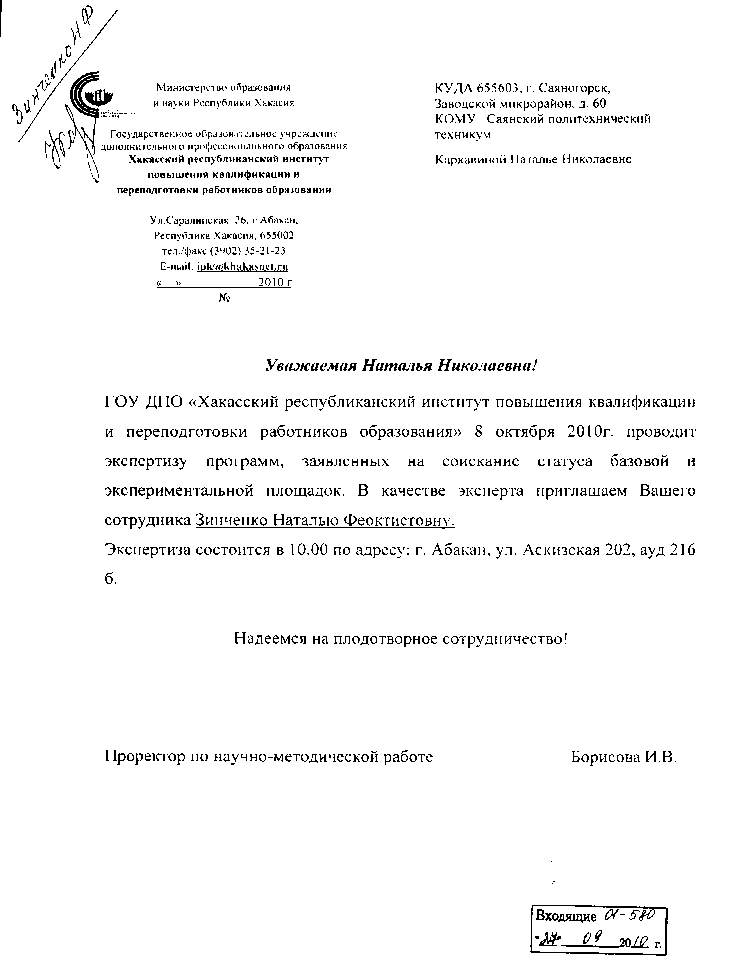 Зинченко Н Ф
Министерство образования
и науки Республики Хакасия
Государственное образовательное учреждение
дополнительного профессионального образования
Хакасский республиканский институт
повышения квалификации и
переподготовки работников образования
Ул.Саралинская 26, г.Абакан,
Республика Хакасия, 655002
тел./факс (3902) 35-21-23
E-mail. ipk@khakasnet.ru
« » 2010 г
№
КУДА 655603, г. Саяногорск,
Заводской микрорайон, д. 60
КОМУ Саянский политехнический
техникум
Каркавиной Наталье Николаевне
Уважаемая Наталья Николаевна!
ГОУ ДПО «Хакасский республиканский институт повышения квалификации
и переподготовки работников образования» 8 октября 2010г. проводит
экспертизу программ, заявленных на соискание статуса базовой и
экспериментальной площадок. В качестве эксперта приглашаем Вашего
сотрудника Зинченко Наталью Феоктистовну.
Экспертиза состоится в 10.00 по адресу: г. Абакан, ул. Аскизская 202, ауд 216
б.
Надеемся на плодотворное сотрудничество!
Проректор по научно-методической работе Борисова И.В.
Входящие 01-580
"27" 09 2010 г.